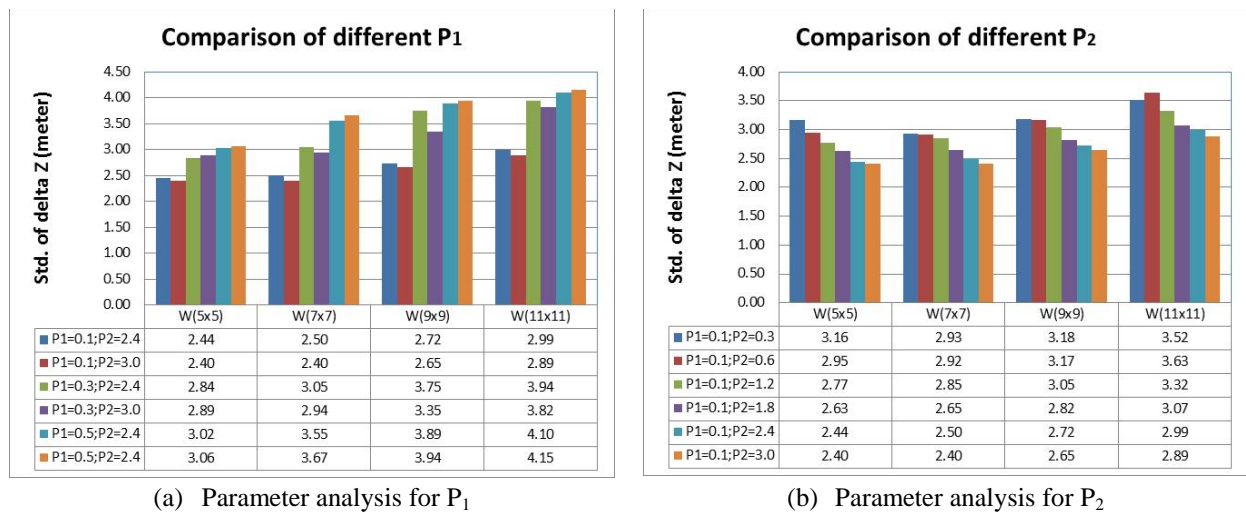 Comparison of different P1
Std. of delta Z (meter)
4.50
4.00
3.50
3.00
2.50
2.00
1.50
1.00
0.50
0.00
W(5x5) W(7x7) W(9x9) W(11x11)
P1=0.1;P2=2.4 2.44 2.50 2.72 2.99
P1=0.1;P2=3.0 2.40 2.40 2.65 2.89
P1=0.3;P2=2.4 2.84 3.05 3.75 3.94
P1=0.3;P2=3.0 2.89 2.94 3.35 3.82
P1=0.5;P2=2.4 3.02 3.55 3.89 4.10
P1=0.5;P2=2.4 3.06 3.67 3.94 4.15
(a) Parameter analysis for P1
Comparison of different P2
Std. of delta Z (meter)
4.00
3.50
3.00
2.50
2.00
1.50
1.00
0.50
0.00
W(5x5) W(7x7) W(9x9) W(11x11)
P1=0.1;P2=0.3 3.16 2.93 3.18 3.52
P1=0.1;P2=0.6 2.95 2.92 3.17 3.63
P1=0.1;P2=1.2 2.77 2.85 3.05 3.32
P1=0.1;P2=1.8 2.63 2.65 2.82 3.07
P1=0.1;P2=2.4 2.44 2.50 2.72 2.99
P1=0.1;P2=3.0 2.40 2.40 2.65 2.89
(b) Parameter analysis for P2